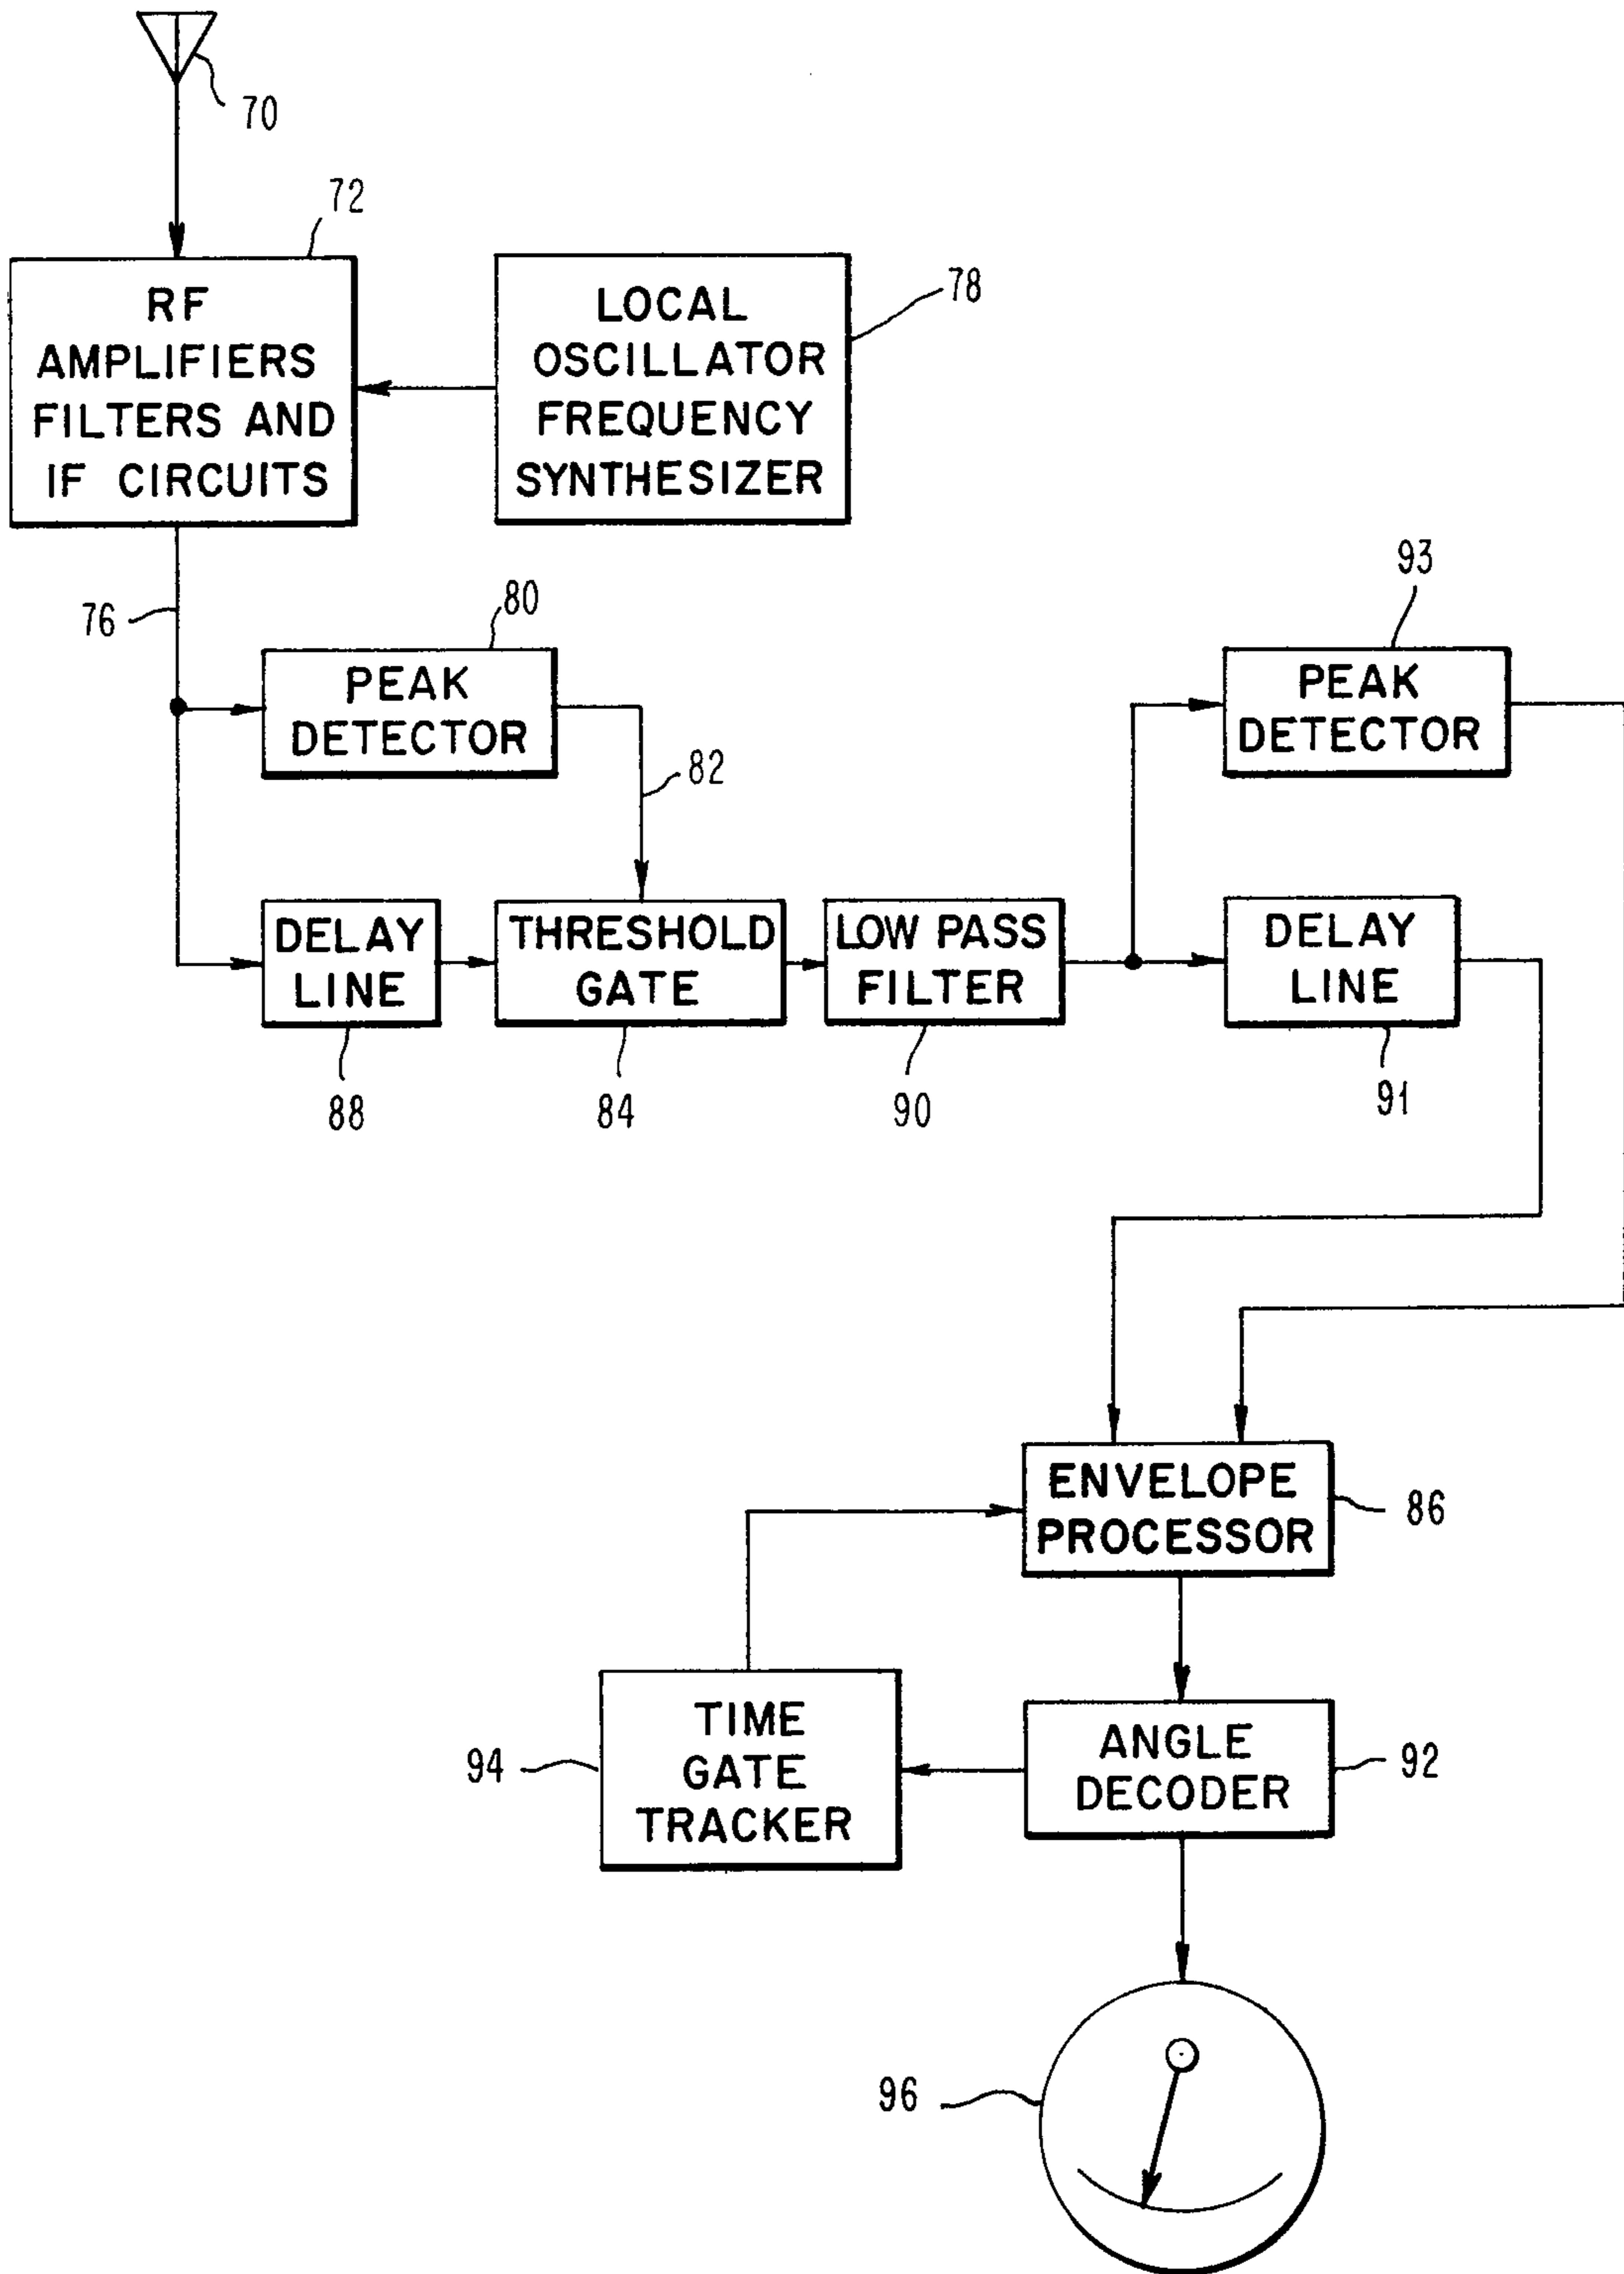 70
72
RF
AMPLIFIERS
FILTERS AND
IF CIRCUITS
LOCAL
OSCILLATOR
FREQUENCY
SYNTHESIZER
78
76
80
PEAK
DETECTOR
82
93
PEAK
DETECTOR
DELAY
LINE
88
THRESHOLD
GATE
84
LOW PASS
FILTER
90
DELAY
LINE
91
ENVELOPE
PROCESSOR
86
TIME
GATE
TRACKER
94
ANGLE
DECODER
92
96